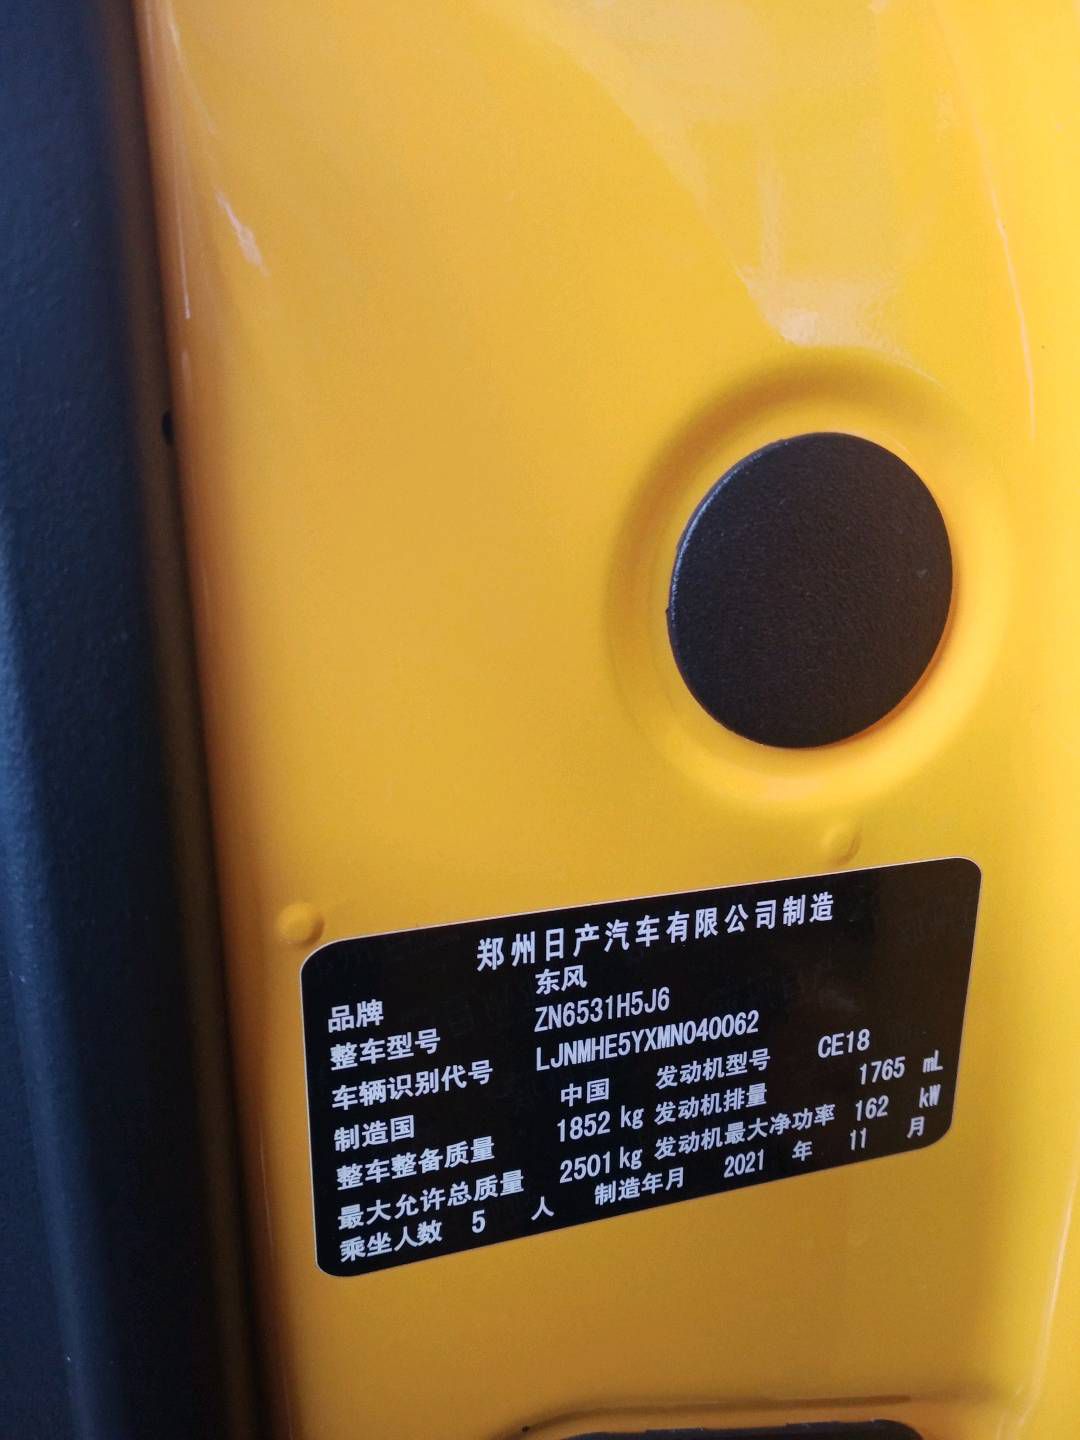 郑州日产汽车有限公司制造
品牌 东风
整车型号 ZN6531H5J6
车辆识别代号 LJNMHE5YXMN040062
制造国 中国 发动机型号 CE18
整车整备质量 1852 kg 发动机排量 1765 mL
最大允许总质量 2501 kg 发动机最大净功率 162 kW
乘坐人数 5 人 制造年月 2021 年 11 月